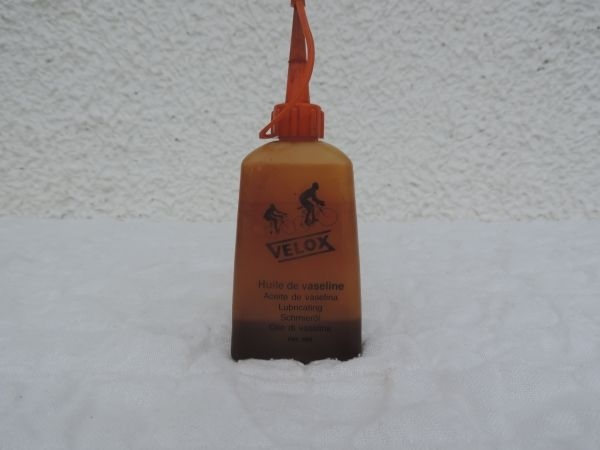 VELOX
Huile de vaseline
Aceite de vaselina
Lubricating
Schmieröl
Olio di vaselina